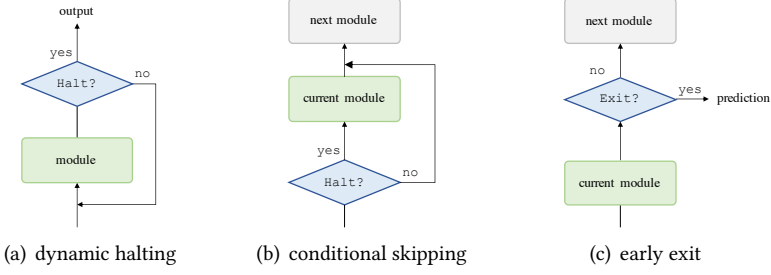 output
yes
Halt?
no
module
(a) dynamic halting
next module
current module
yes
Halt?
no
(b) conditional skipping
next module
no
Exit?
yes
prediction
current module
(c) early exit